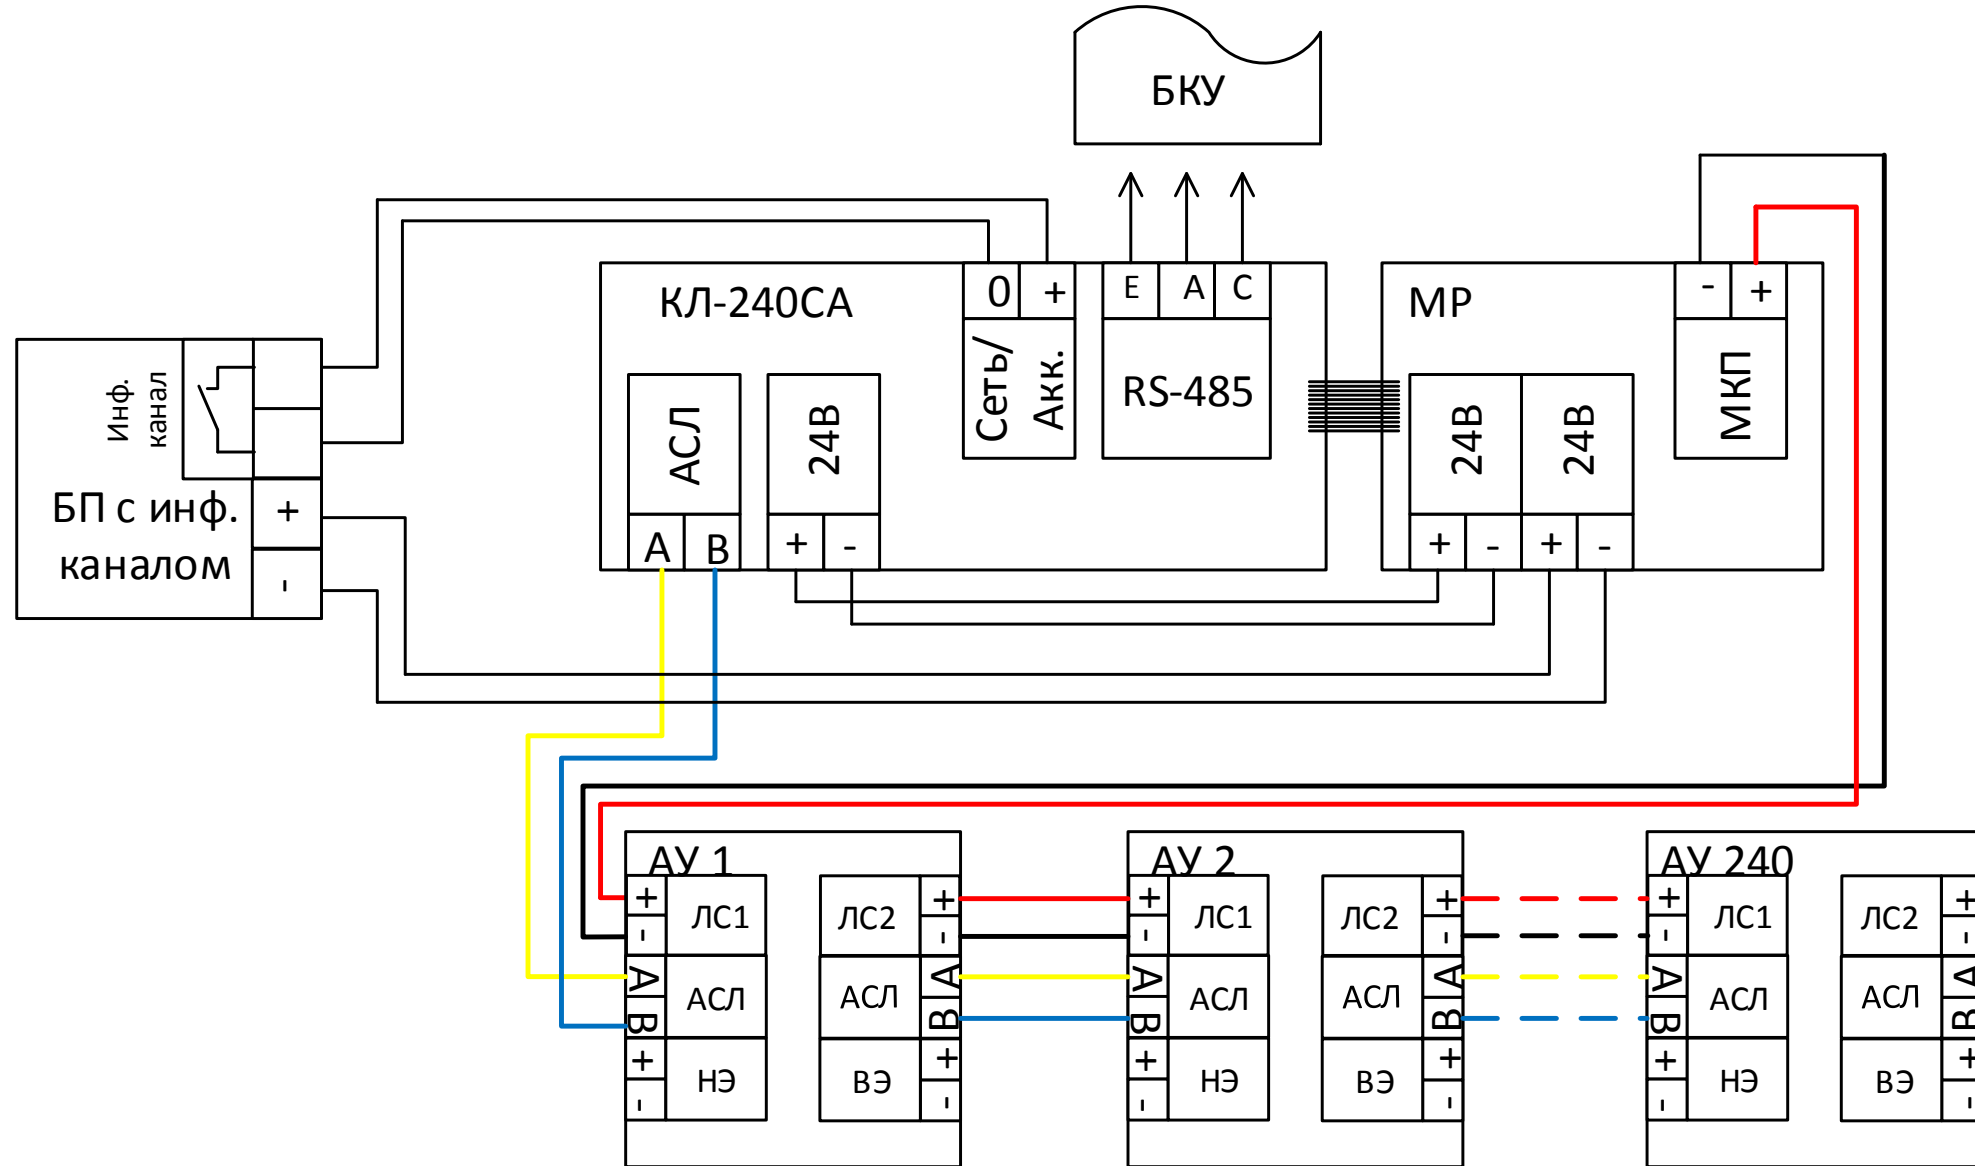 БКУ
КЛ-240СА
0 +
Сеть/
Акк.
E A C
RS-485
МР
- +
МКП
АСЛ
A B
24В
+ -
24В 24В
+ - + -
Инф.
канал
БП с инф.
каналом
+
-
АУ 1
+
-
ЛС1
A
B
АСЛ
+
-
НЭ
ЛС2
+
-
АСЛ
A
B
ВЭ
+
-
АУ 2
+
-
ЛС1
A
B
АСЛ
+
-
НЭ
ЛС2
+
-
АСЛ
A
B
ВЭ
+
-
АУ 240
+
-
ЛС1
A
B
АСЛ
+
-
НЭ
ЛС2
+
-
АСЛ
A
B
ВЭ
+
-